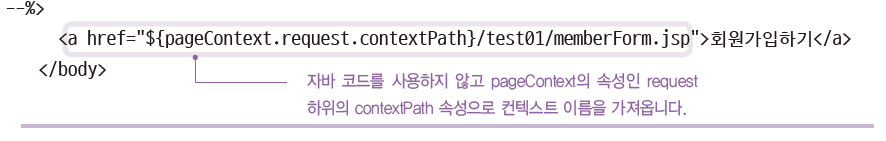 --%>
<a href="${pageContext.request.contextPath}/test01/memberForm.jsp">회원가입하기</a>
</body>
자바 코드를 사용하지 않고 pageContext의 속성인 request
하위의 contextPath 속성으로 컨텍스트 이름을 가져옵니다.